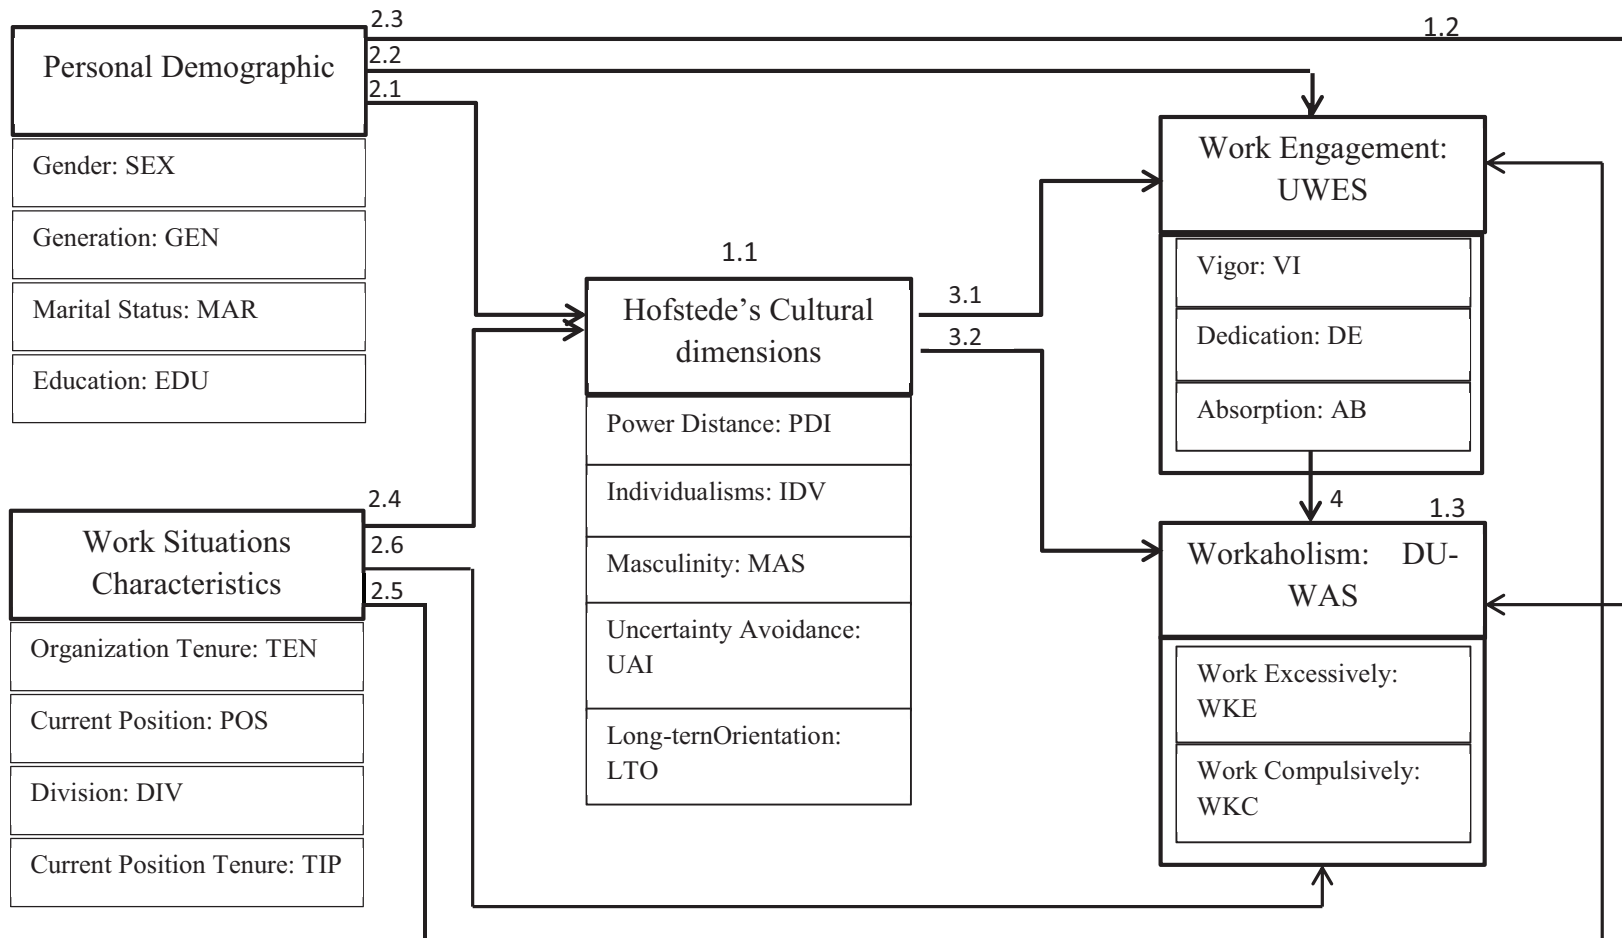 2.3
1.2
Personal Demographic
2.2
2.1
Gender: SEX
Generation: GEN
Marital Status: MAR
Education: EDU
2.4
Work Situations
Characteristics
2.6
2.5
Organization Tenure: TEN
Current Position: POS
Division: DIV
Current Position Tenure: TIP
1.1
Hofstede’s Cultural
dimensions
3.1
3.2
Power Distance: PDI
Individualisms: IDV
Masculinity: MAS
Uncertainty Avoidance:
UAI
Long-ternOrientation:
LTO
Work Engagement:
UWES
Vigor: VI
Dedication: DE
Absorption: AB
4
1.3
Workaholism: DU-
WAS
Work Excessively:
WKE
Work Compulsively:
WKC